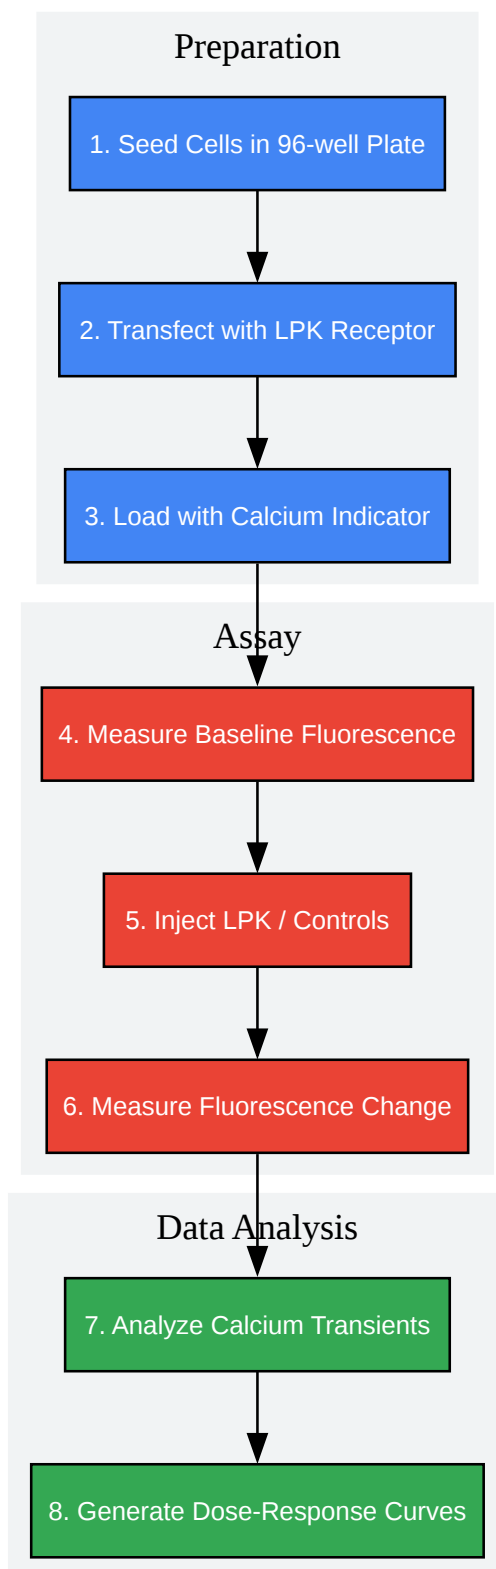 Preparation
1. Seed Cells in 96-well Plate
2. Transfect with LPK Receptor
3. Load with Calcium Indicator
Assay
4. Measure Baseline Fluorescence
5. Inject LPK / Controls
6. Measure Fluorescence Change
Data Analysis
7. Analyze Calcium Transients
8. Generate Dose-Response Curves